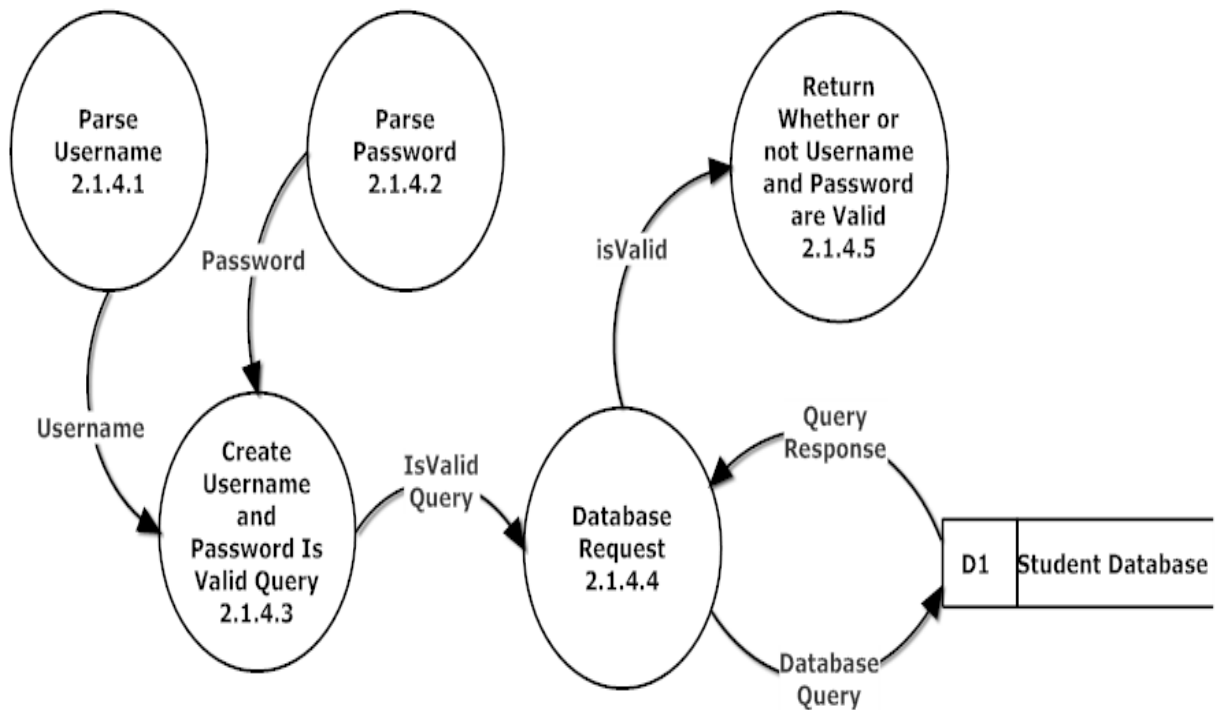 Parse
Username
2.1.4.1
Parse
Password
2.1.4.2
Return
Whether or
not Username
and Password
are Valid
2.1.4.5
Password
isValid
Username
Create
Username
and
Password Is
Valid Query
2.1.4.3
IsValid
Query
Database
Request
2.1.4.4
Query
Response
D1
Student Database
Database
Query